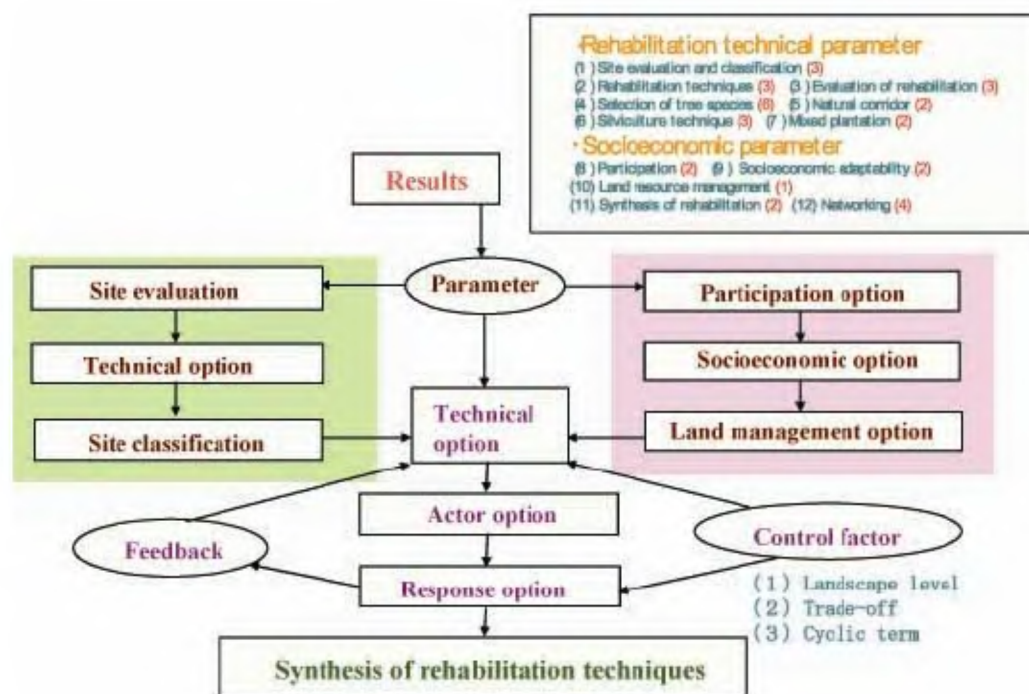 ·Rehabilitation technical parameter
(1) Site evaluation and classification (3)
(2) Rehabilitation techniques (3) (3) Evaluation of rehabilitation (3)
(4) Selection of tree species (6) (5) Natural corridor (2)
(6) Silviculture technique (3) (7) Mixed plantation (2)
· Socioeconomic parameter
(8) Participation (2) (9) Socioeconomic adaptability (2)
(10) Land resource management (1)
(11) Synthesis of rehabilitation (2) (12) Networking (4)
Results
Parameter
Site evaluation
Technical option
Site classification
Participation option
Socioeconomic option
Land management option
Technical
option
Actor option
Feedback
Control factor
Response option
(1) Landscape level
(2) Trade-off
(3) Cyclic term
Synthesis of rehabilitation techniques